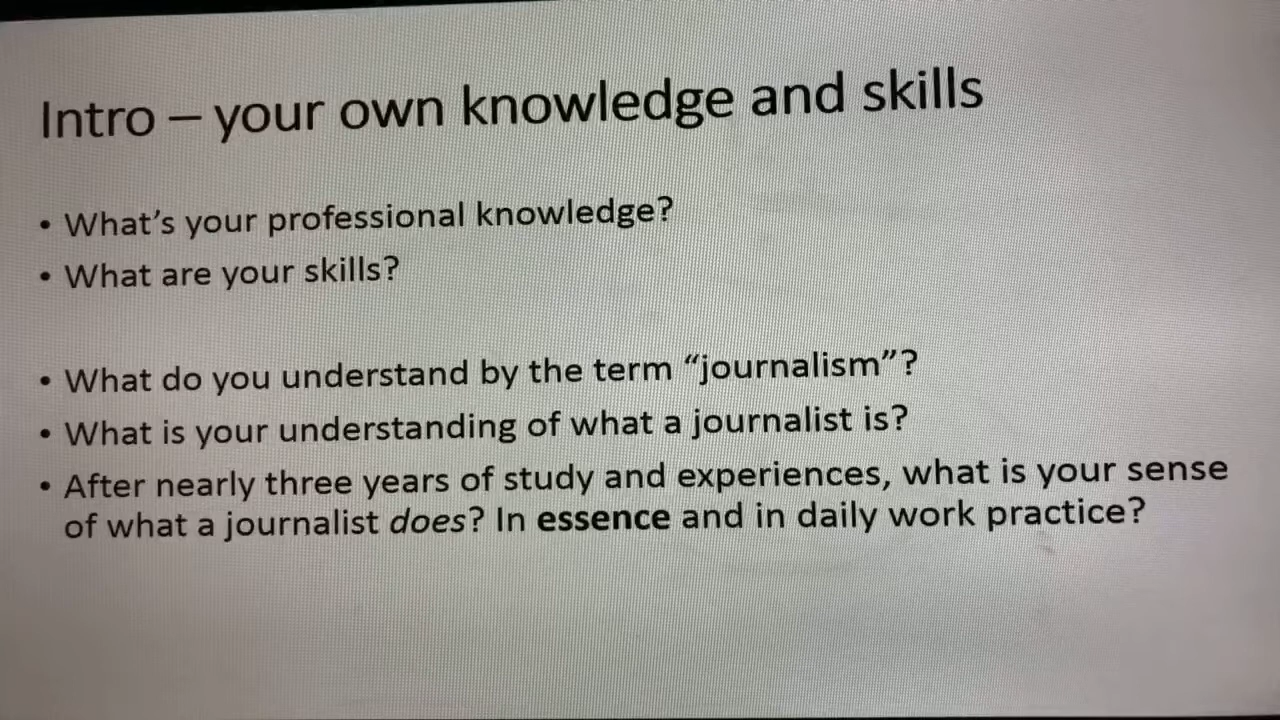 Intro – your own knowledge and skills
• What's your professional knowledge?
• What are your skills?
• What do you understand by the term “journalism”?
• What is your understanding of what a journalist is?
• After nearly three years of study and experiences, what is your sense
of what a journalist does? In essence and in daily work practice?